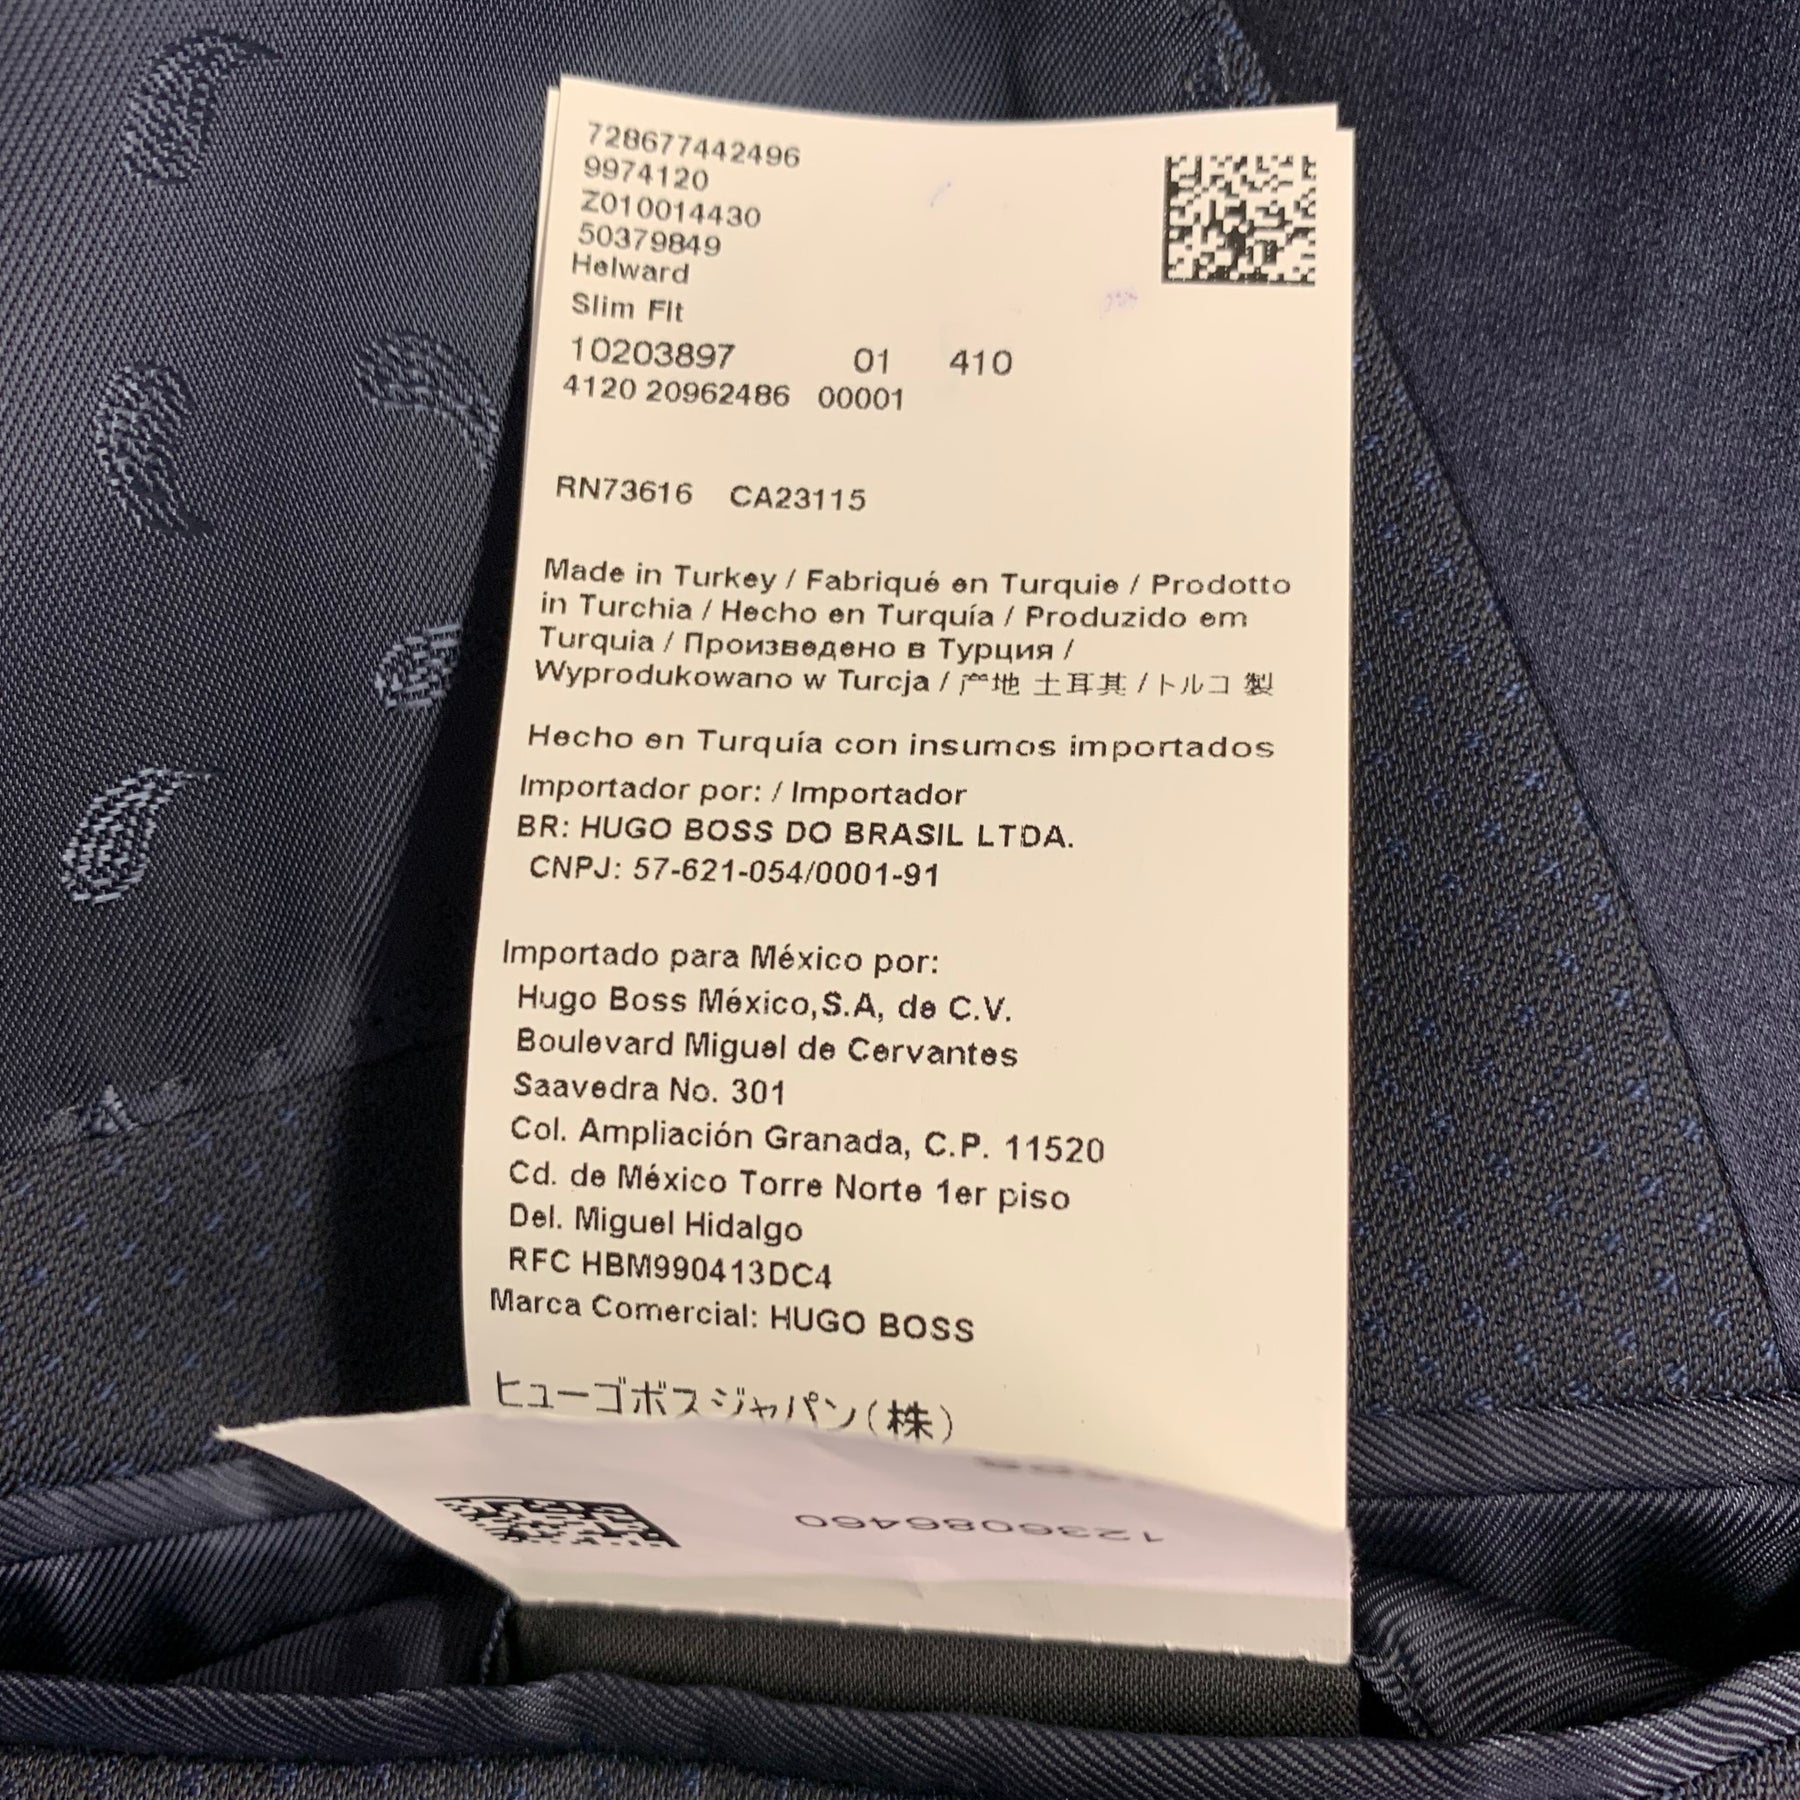 728677442496
9974120
Z010014430
50379849
Helward
Slim Fit
10203897 01 410
4120 20962486 00001
RN73616 CA23115
Made in Turkey / Fabriqué en Turquie / Prodotto
in Turchia / Hecho en Turquía / Produzido em
Turquia / Произведено в Турция /
Wyprodukowano w Turcja / 产地 土耳其 / トルコ 製
Hecho en Turquía con insumos importados
Importador por: / Importador
BR: HUGO BOSS DO BRASIL LTDA.
CNPJ: 57-621-054/0001-91
Importado para México por:
Hugo Boss México,S.A, de C.V.
Boulevard Miguel de Cervantes
Saavedra No. 301
Col. Ampliación Granada, C.P. 11520
Cd. de México Torre Norte 1er piso
Del. Miguel Hidalgo
RFC HBM990413DC4
Marca Comercial: HUGO BOSS
ヒューゴボスジャパン(株)
1236086460